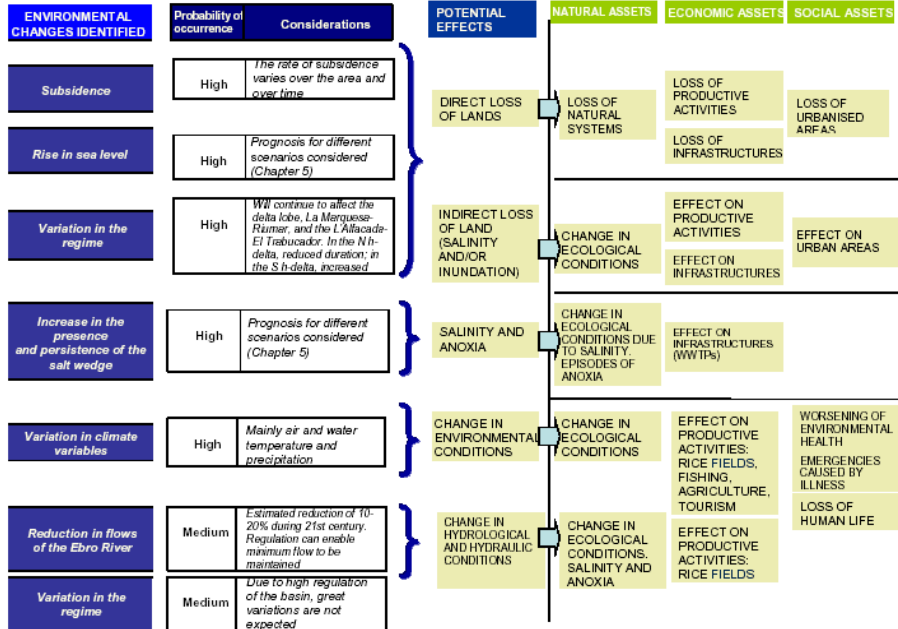 ENVIRONMENTAL
CHANGES IDENTIFIED
Probability of
occurrence
Considerations
POTENTIAL
EFFECTS
NATURAL ASSETS
ECONOMIC ASSETS
SOCIAL ASSETS
Subsidence
High
The rate of subsidence
varies over the area and
over time
Rise in sea level
High
Prognosis for different
scenarios considered
(Chapter 5)
Variation in the
regime
High
Will continue to affect the
delta lobe, La Marquesa-
Riumar, and the L'Alfacada-
El Trabucador. In the N h-
delta, reduced duration; in
the S h-delta, increased
DIRECT LOSS
OF LANDS
LOSS OF
NATURAL
SYSTEMS
LOSS OF
PRODUCTIVE
ACTIVITIES
LOSS OF
INFRASTRUCTURES
LOSS OF
URBANISED
AREAS
INDIRECT LOSS
OF LAND
(SALINITY
AND/OR
INUNDATION)
CHANGE IN
ECOLOGICAL
CONDITIONS
EFFECT ON
PRODUCTIVE
ACTIVITIES
EFFECT ON
INFRASTRUCTURES
EFFECT ON
URBAN AREAS
Increase in the
presence
and persistence of the
salt wedge
High
Prognosis for different
scenarios considered
(Chapter 5)
SALINITY AND
ANOXIA
CHANGE IN
ECOLOGICAL
CONDITIONS DUE
TO SALINITY.
EPISODES OF
ANOXIA
EFFECT ON
INFRASTRUCTURES
(WWTPs)
Variation in climate
variables
High
Mainly air and water
temperature and
precipitation
CHANGE IN
ENVIRONMENTAL
CONDITIONS
CHANGE IN
ECOLOGICAL
CONDITIONS
EFFECT ON
PRODUCTIVE
ACTIVITIES:
RICE FIELDS,
FISHING,
AGRICULTURE,
TOURISM
WORSENING OF
ENVIRONMENTAL
HEALTH
EMERGENCIES
CAUSED BY
ILLNESS
LOSS OF
HUMAN LIFE
Reduction in flows
of the Ebro River
Medium
Estimated reduction of 10-
20% during 21st century.
Regulation can enable
minimum flow to be
maintained
CHANGE IN
HYDROLOGICAL
AND HYDRAULIC
CONDITIONS
CHANGE IN
ECOLOGICAL
CONDITIONS.
SALINITY AND
ANOXIA
EFFECT ON
PRODUCTIVE
ACTIVITIES:
RICE FIELDS
Variation in the
regime
Medium
Due to high regulation
of the basin, great
variations are not
expected